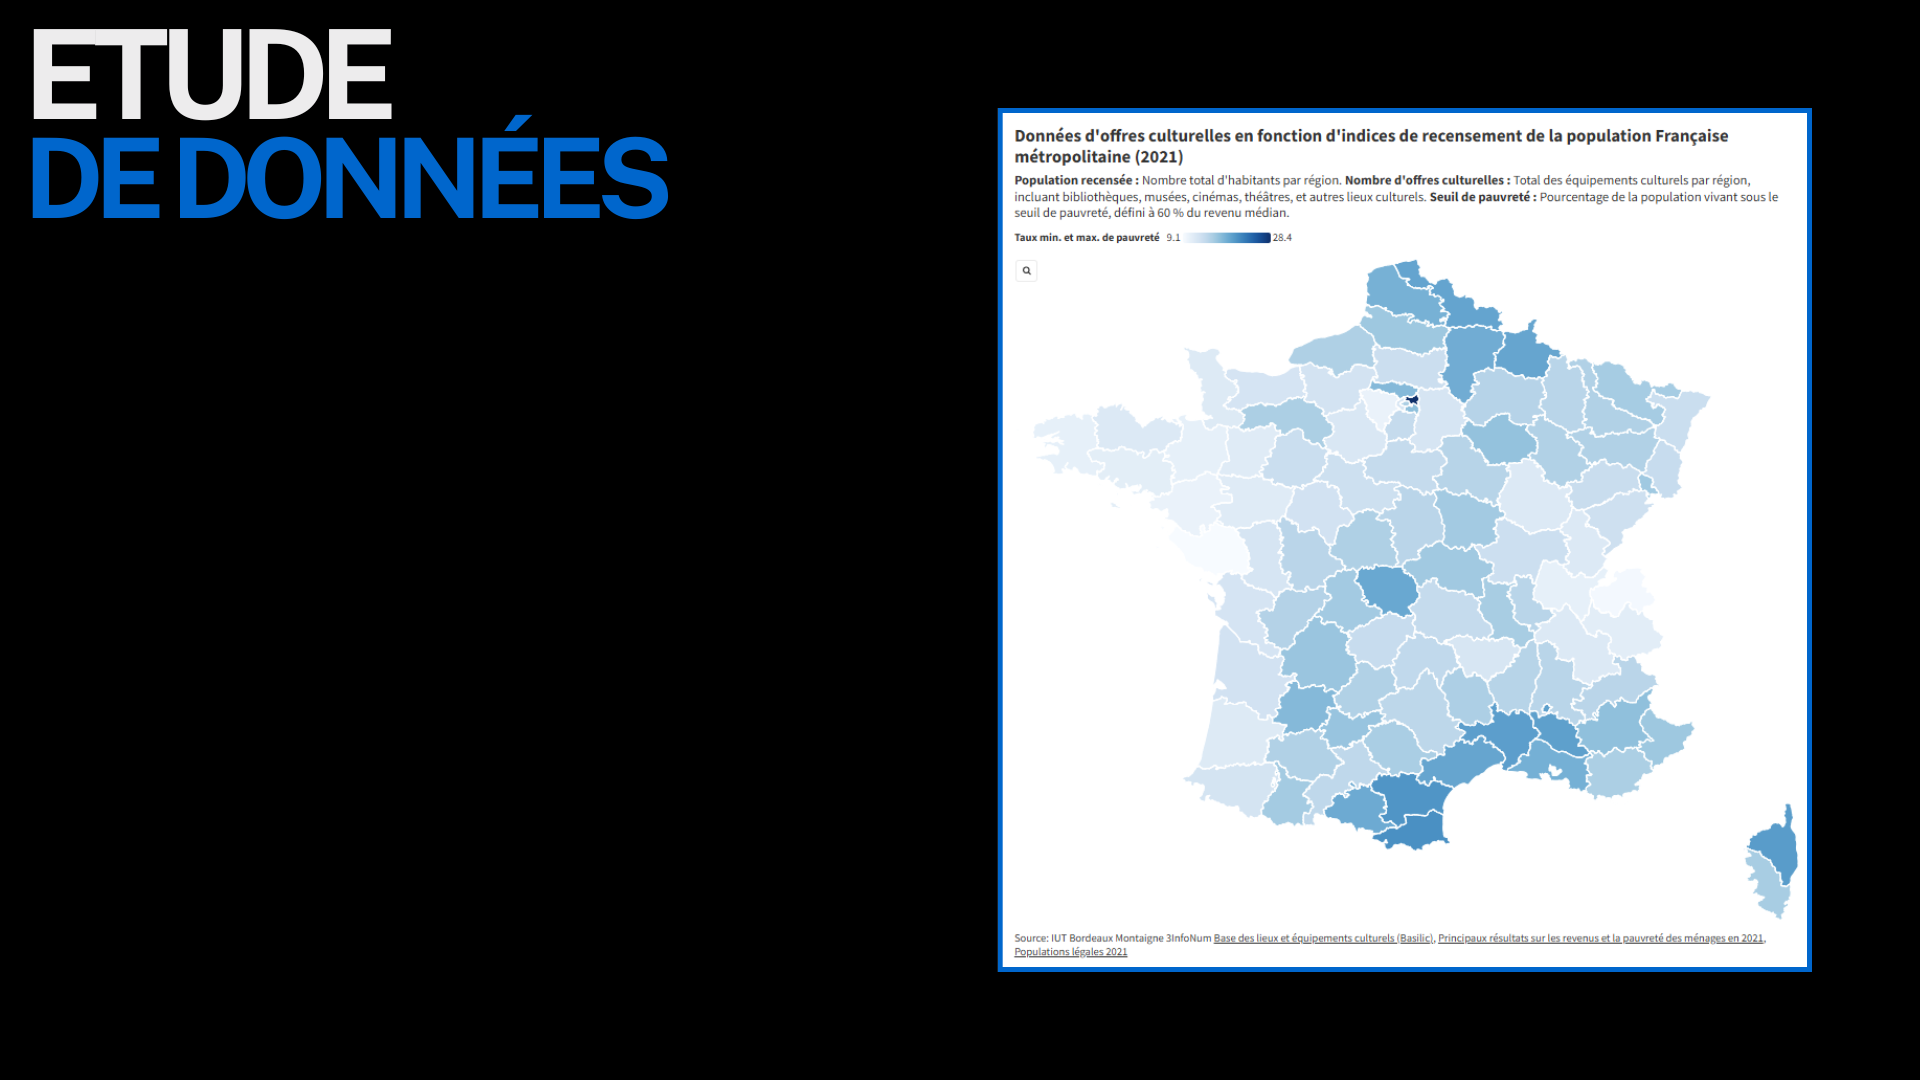 ETUDE
DE DONNÉES
Données d'offres culturelles en fonction d'indices de recensement de la population Française
métropolitaine (2021)
Population recensée : Nombre total d'habitants par région. Nombre d'offres culturelles : Total des équipements culturels par région,
incluant bibliothèques, musées, cinémas, théâtres, et autres lieux culturels. Seuil de pauvreté : Pourcentage de la population vivant sous le
seuil de pauvreté, défini à 60 % du revenu médian.
Taux min. et max. de pauvreté 9.1 28.4
Source: IUT Bordeaux Montaigne 3InfoNum Base des lieux et équipements culturels (Basilic), Principaux résultats sur les revenus et la pauvreté des ménages en 2021,
Populations légales 2021